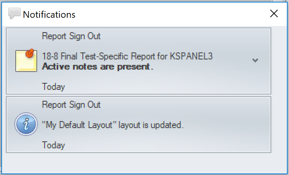 Notifications
Report Sign Out
18-8 Final Test-Specific Report for KSPANEL3
Active notes are present.
Today
Report Sign Out
"My Default Layout" layout is updated.
Today